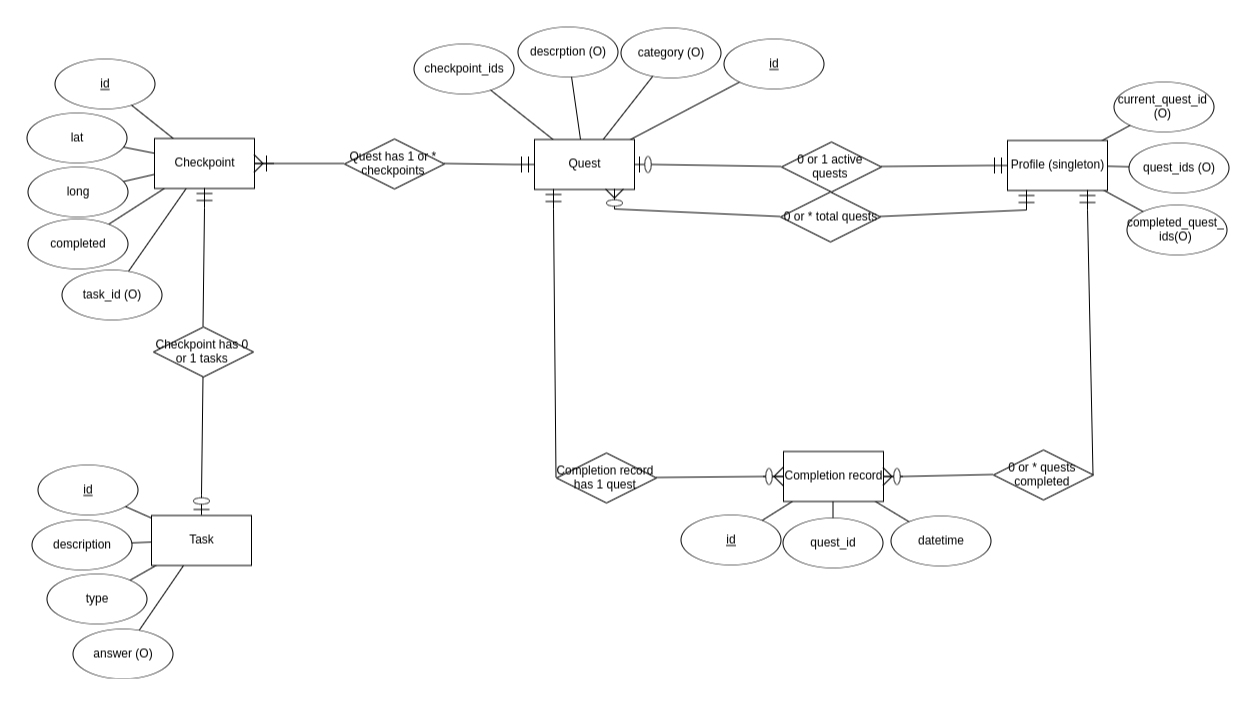 id
lat
long
completed
task_id (O)
Checkpoint
Quest has 1 or *
checkpoints
checkpoint_ids
descrption (O)
category (O)
id
Quest
0 or 1 active
quests
0 or * total quests
Profile (singleton)
current_quest_id
(O)
quest_ids (O)
completed_quest_
ids(O)
Checkpoint has 0
or 1 tasks
id
description
type
answer (O)
Task
Completion record
has 1 quest
Completion record
0 or * quests
completed
id
quest_id
datetime